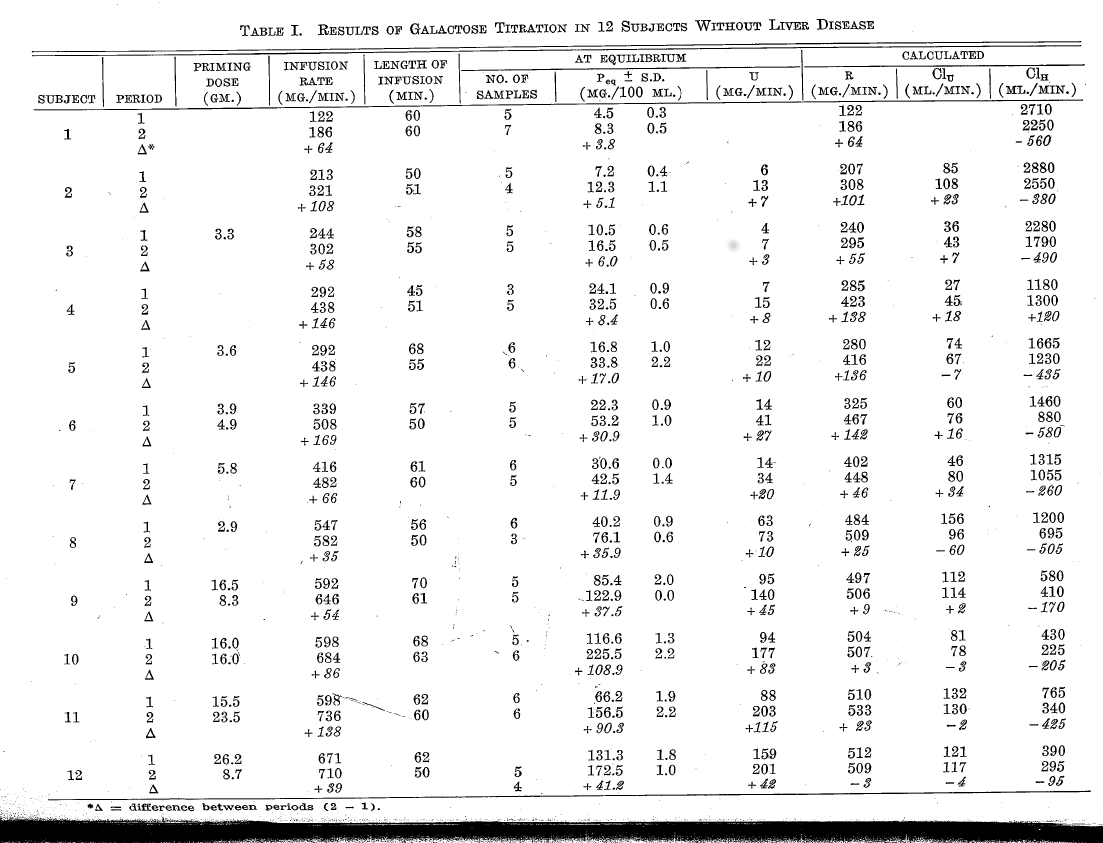 TABLE I. RESULTS OF GALACTOSE TITRATION IN 12 SUBJECTS WITHOUT LIVER DISEASE
AT EQUILIBRIUM CALCULATED
SUBJECT PERIOD PRIMING DOSE (GM.) INFUSION RATE (MG./MIN.) LENGTH OF INFUSION (MIN.) NO. OF SAMPLES Peq ± S.D. (MG./100 ML.) U (MG./MIN.) R (MG./MIN.) ClU (ML./MIN.) ClH (ML./MIN.)
1 122 60 5 4.5 0.3 122 2710
1 2 186 60 7 8.3 0.5 186 2250
Δ* + 64 + 3.8 + 64 - 560
1 213 50 5 7.2 0.4 6 207 85 2880
2 2 321 51 4 12.3 1.1 13 308 108 2550
Δ + 108 + 5.1 + 7 +101 + 23 - 380
1 3.3 244 58 5 10.5 0.6 4 240 36 2280
3 2 302 55 5 16.5 0.5 7 295 43 1790
Δ + 58 + 6.0 + 3 + 55 + 7 - 490
1 292 45 3 24.1 0.9 7 285 27 1180
4 2 438 51 5 32.5 0.6 15 423 45 1300
Δ + 146 + 8.4 + 8 + 138 + 18 +120
1 3.6 292 68 6 16.8 1.0 12 280 74 1665
5 2 438 55 6 33.8 2.2 22 416 67 1230
Δ + 146 + 17.0 + 10 +136 - 7 - 435
1 3.9 339 57 5 22.3 0.9 14 325 60 1460
6 2 4.9 508 50 5 53.2 1.0 41 467 76 880
Δ + 169 + 30.9 + 27 + 142 + 16 - 580
1 5.8 416 61 6 30.6 0.0 14 402 46 1315
7 2 482 60 5 42.5 1.4 34 448 80 1055
Δ + 66 + 11.9 +20 + 46 + 34 - 260
1 2.9 547 56 6 40.2 0.9 63 484 156 1200
8 2 582 50 3 76.1 0.6 73 509 96 695
Δ + 35 + 35.9 + 10 + 25 - 60 - 505
1 16.5 592 70 5 85.4 2.0 95 497 112 580
9 2 8.3 646 61 5 122.9 0.0 140 506 114 410
Δ + 54 + 37.5 + 45 + 9 + 2 - 170
1 16.0 598 68 5 116.6 1.3 94 504 81 430
10 2 16.0 684 63 6 225.5 2.2 177 507 78 225
Δ + 86 + 108.9 + 83 + 3 - 3 - 205
1 15.5 598 62 6 66.2 1.9 88 510 132 765
11 2 23.5 736 60 6 156.5 2.2 203 533 130 340
Δ + 138 + 90.3 +115 + 23 - 2 - 425
1 26.2 671 62 131.3 1.8 159 512 121 390
12 2 8.7 710 50 5 172.5 1.0 201 509 117 295
Δ + 39 4 + 41.2 + 42 - 3 - 4 - 95
*Δ = difference between periods (2 - 1).